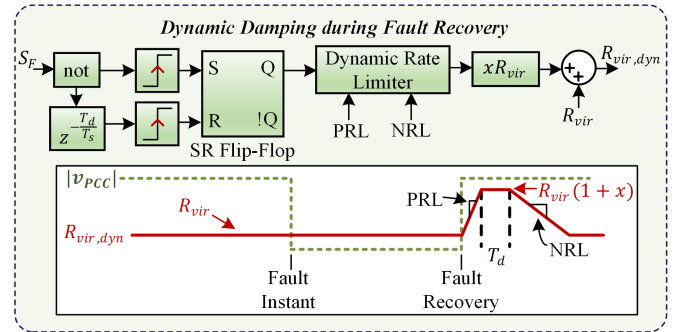 Dynamic Damping during Fault Recovery
S_F
not
S
Q
Dynamic Rate
Limiter
xR_vir
R_vir,dyn
z^-T_d/T_s
R
!Q
PRL
NRL
R_vir
SR Flip-Flop
|v_PCC|
R_vir
PRL
R_vir(1 + x)
R_vir,dyn
NRL
T_d
Fault
Instant
Fault
Recovery